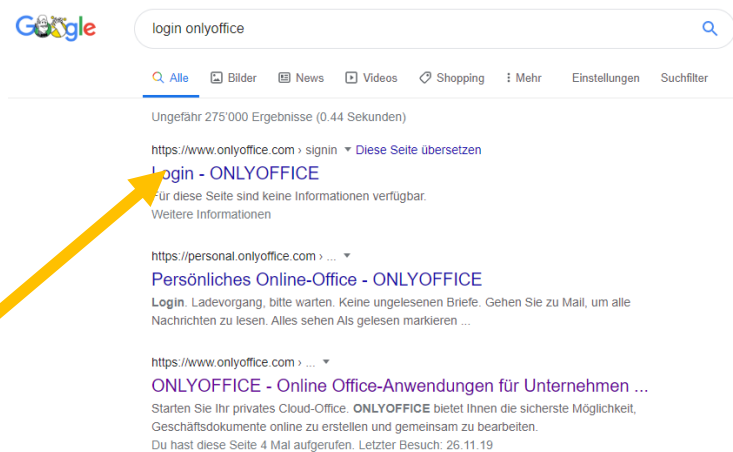 Google
login onlyoffice
Alle Bilder News Videos Shopping Mehr Einstellungen Suchfilter
Ungefähr 275'000 Ergebnisse (0.44 Sekunden)
https://www.onlyoffice.com › signin ▼ Diese Seite übersetzen
Login - ONLYOFFICE
Für diese Seite sind keine Informationen verfügbar.
Weitere Informationen
https://personal.onlyoffice.com › ... ▼
Persönliches Online-Office - ONLYOFFICE
Login. Ladevorgang, bitte warten. Keine ungelesenen Briefe. Gehen Sie zu Mail, um alle
Nachrichten zu lesen. Alles sehen Als gelesen markieren ...
https://www.onlyoffice.com › ... ▼
ONLYOFFICE - Online Office-Anwendungen für Unternehmen ...
Starten Sie Ihr privates Cloud-Office. ONLYOFFICE bietet Ihnen die sicherste Möglichkeit,
Geschäftsdokumente online zu erstellen und gemeinsam zu bearbeiten.
Du hast diese Seite 4 Mal aufgerufen. Letzter Besuch: 26.11.19